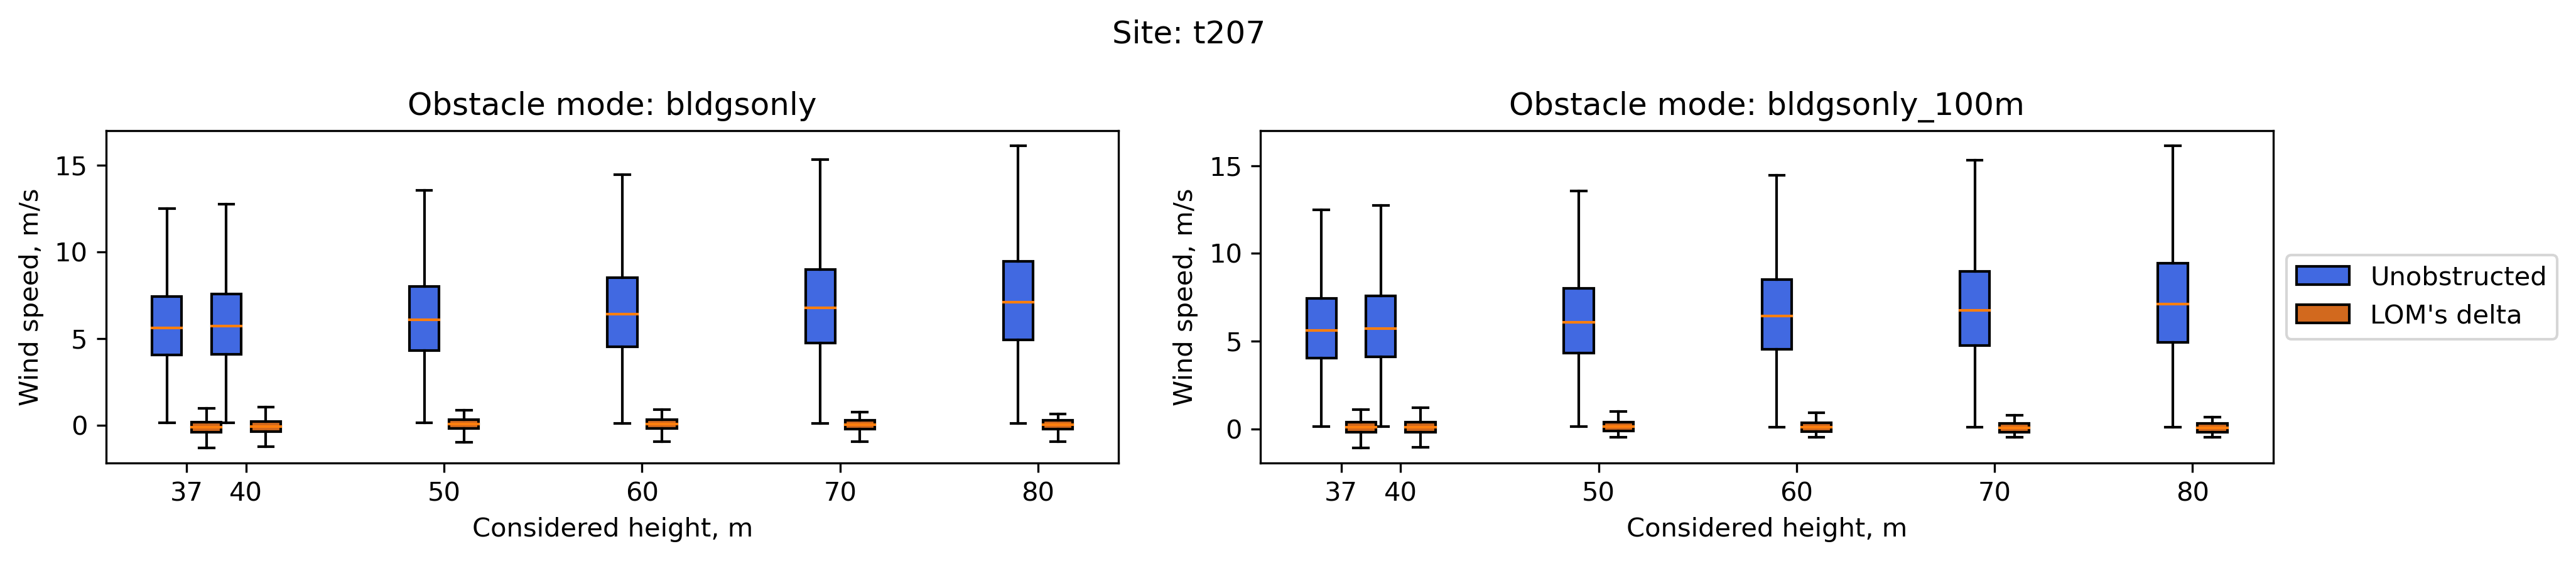 Site: t207
Obstacle mode: bldgsonly
Wind speed, m/s
15
10
5
0
37 40 50 60 70 80
Considered height, m
Obstacle mode: bldgsonly_100m
Wind speed, m/s
15
10
5
0
37 40 50 60 70 80
Considered height, m
Unobstructed
LOM's delta